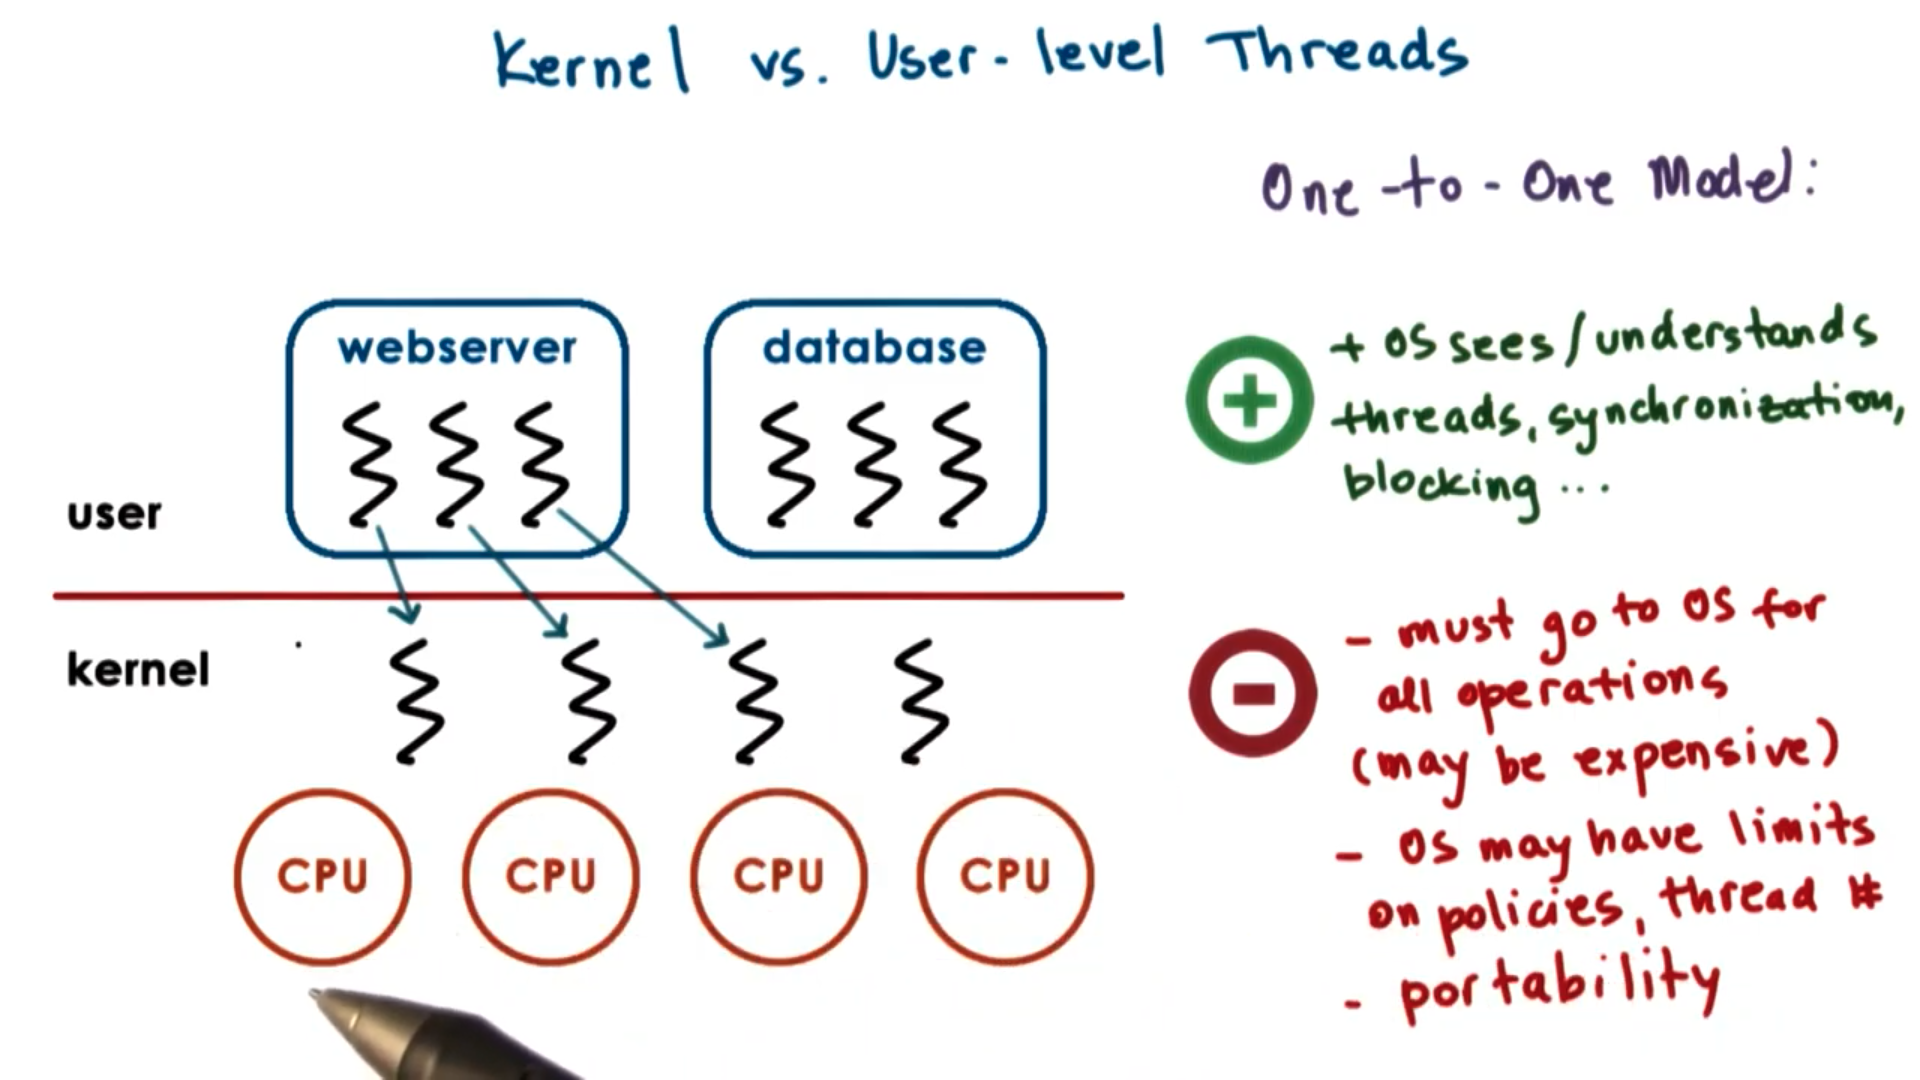 Kernel vs. User-level Threads
One-to-One Model:
webserver
database
user
kernel
CPU CPU CPU CPU
+ OS sees/understands
threads, synchronization,
blocking ...
- must go to OS for
all operations
(may be expensive)
- OS may have limits
on policies, thread #
- portability